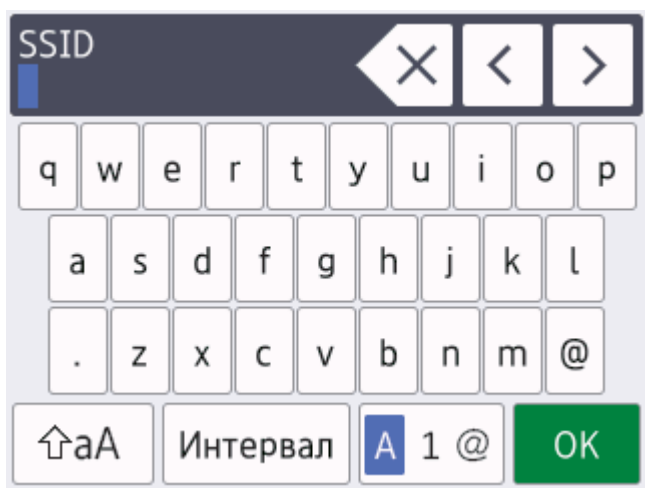 SSID
q w e r t y u i o p
a s d f g h j k l
. z x c v b n m @
aA Интервал A 1 @ OK